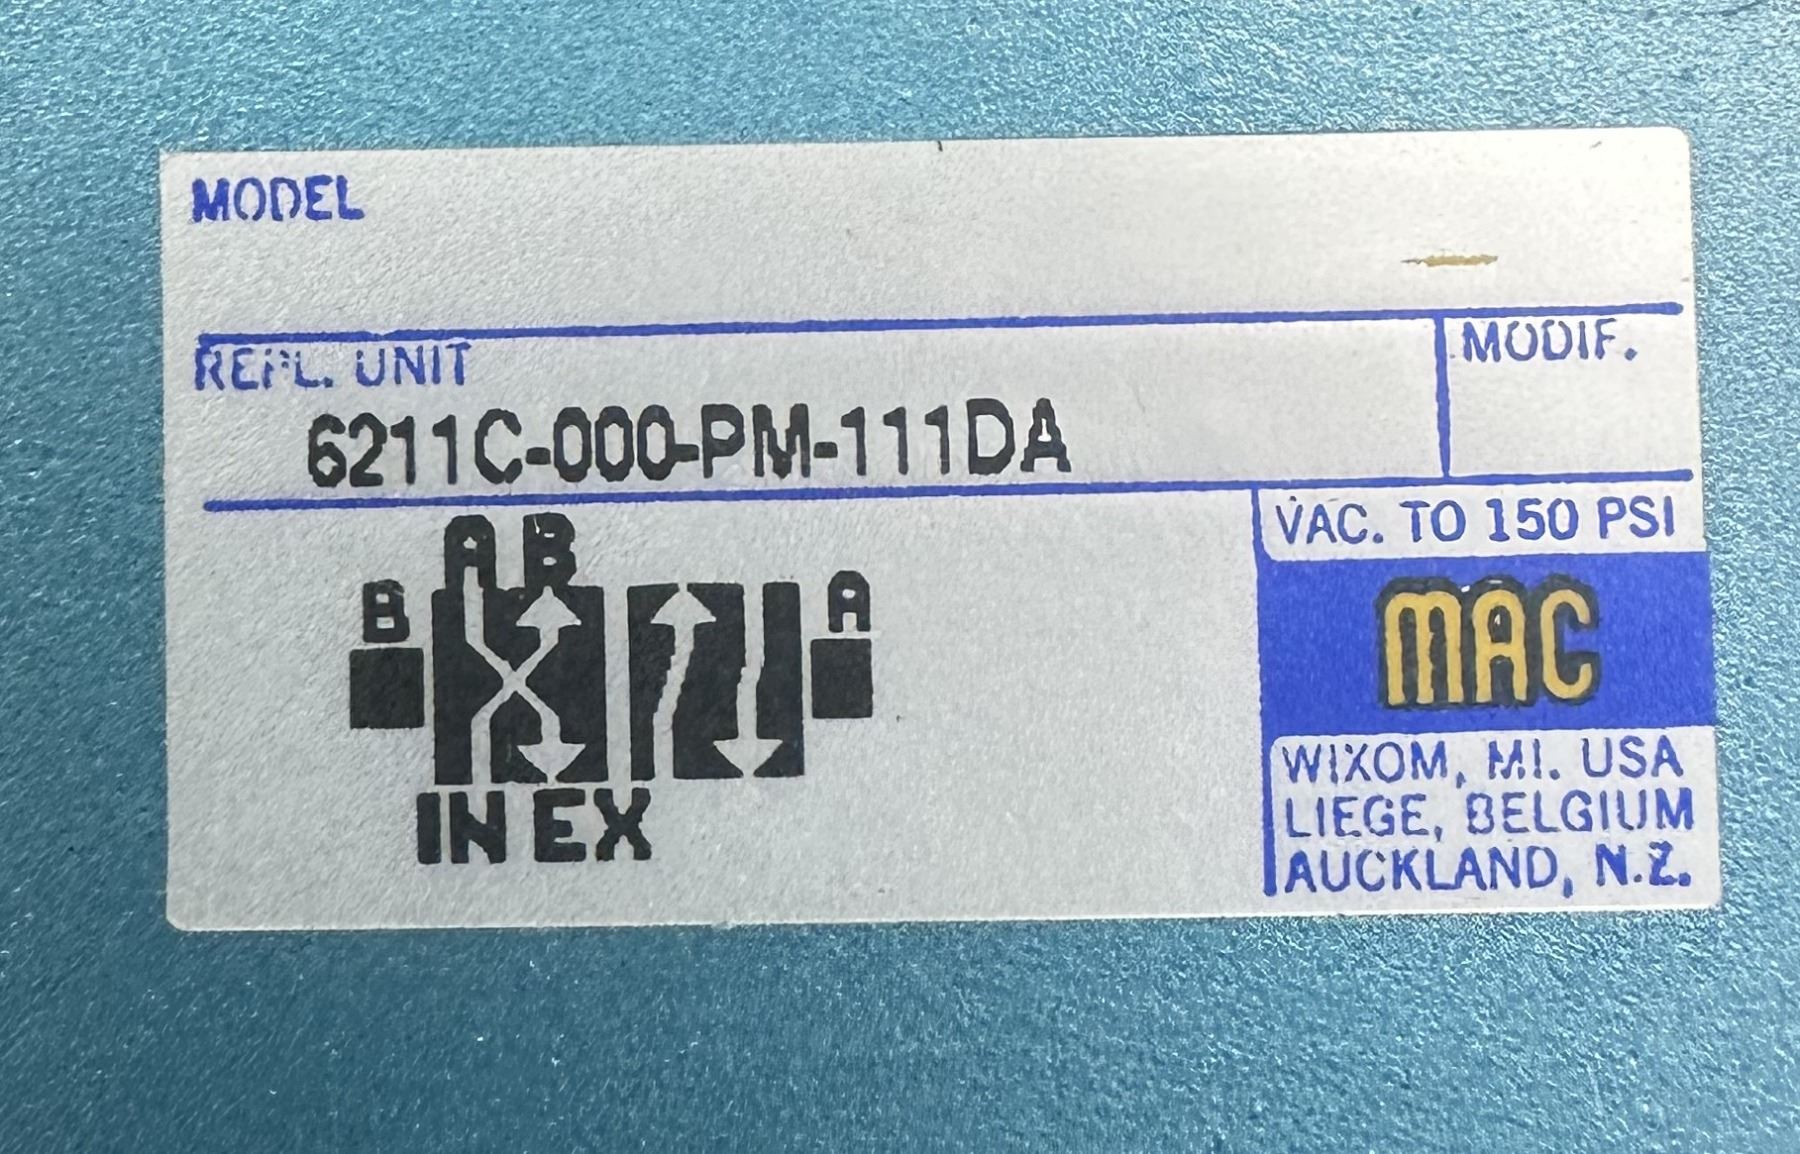 MODEL
REPL. UNIT
MODIF.
6211C-000-PM-111DA
VAC. TO 150 PSI
A B
B
A
MAC
IN EX
WIXOM, MI. USA
LIEGE, BELGIUM
AUCKLAND, N.Z.